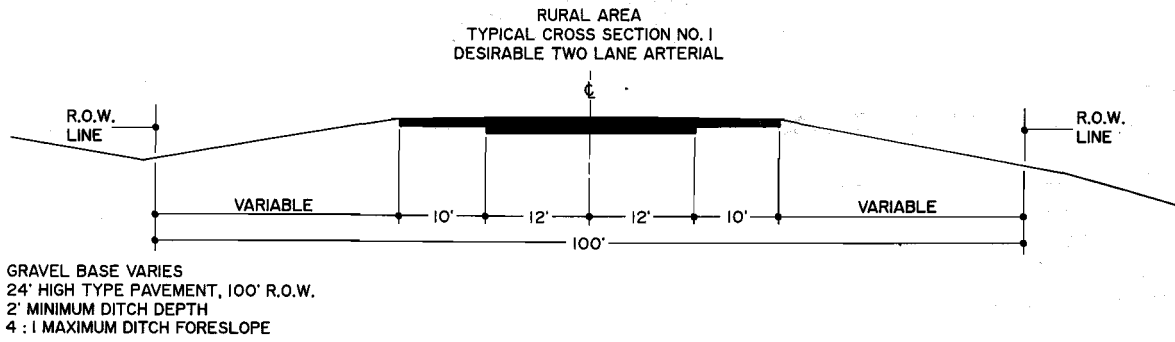 RURAL AREA
TYPICAL CROSS SECTION NO. 1
DESIRABLE TWO LANE ARTERIAL
℄
R.O.W.
LINE
R.O.W.
LINE
VARIABLE
10'
12'
12'
10'
VARIABLE
100'
GRAVEL BASE VARIES
24' HIGH TYPE PAVEMENT, 100' R.O.W.
2' MINIMUM DITCH DEPTH
4 : 1 MAXIMUM DITCH FORESLOPE